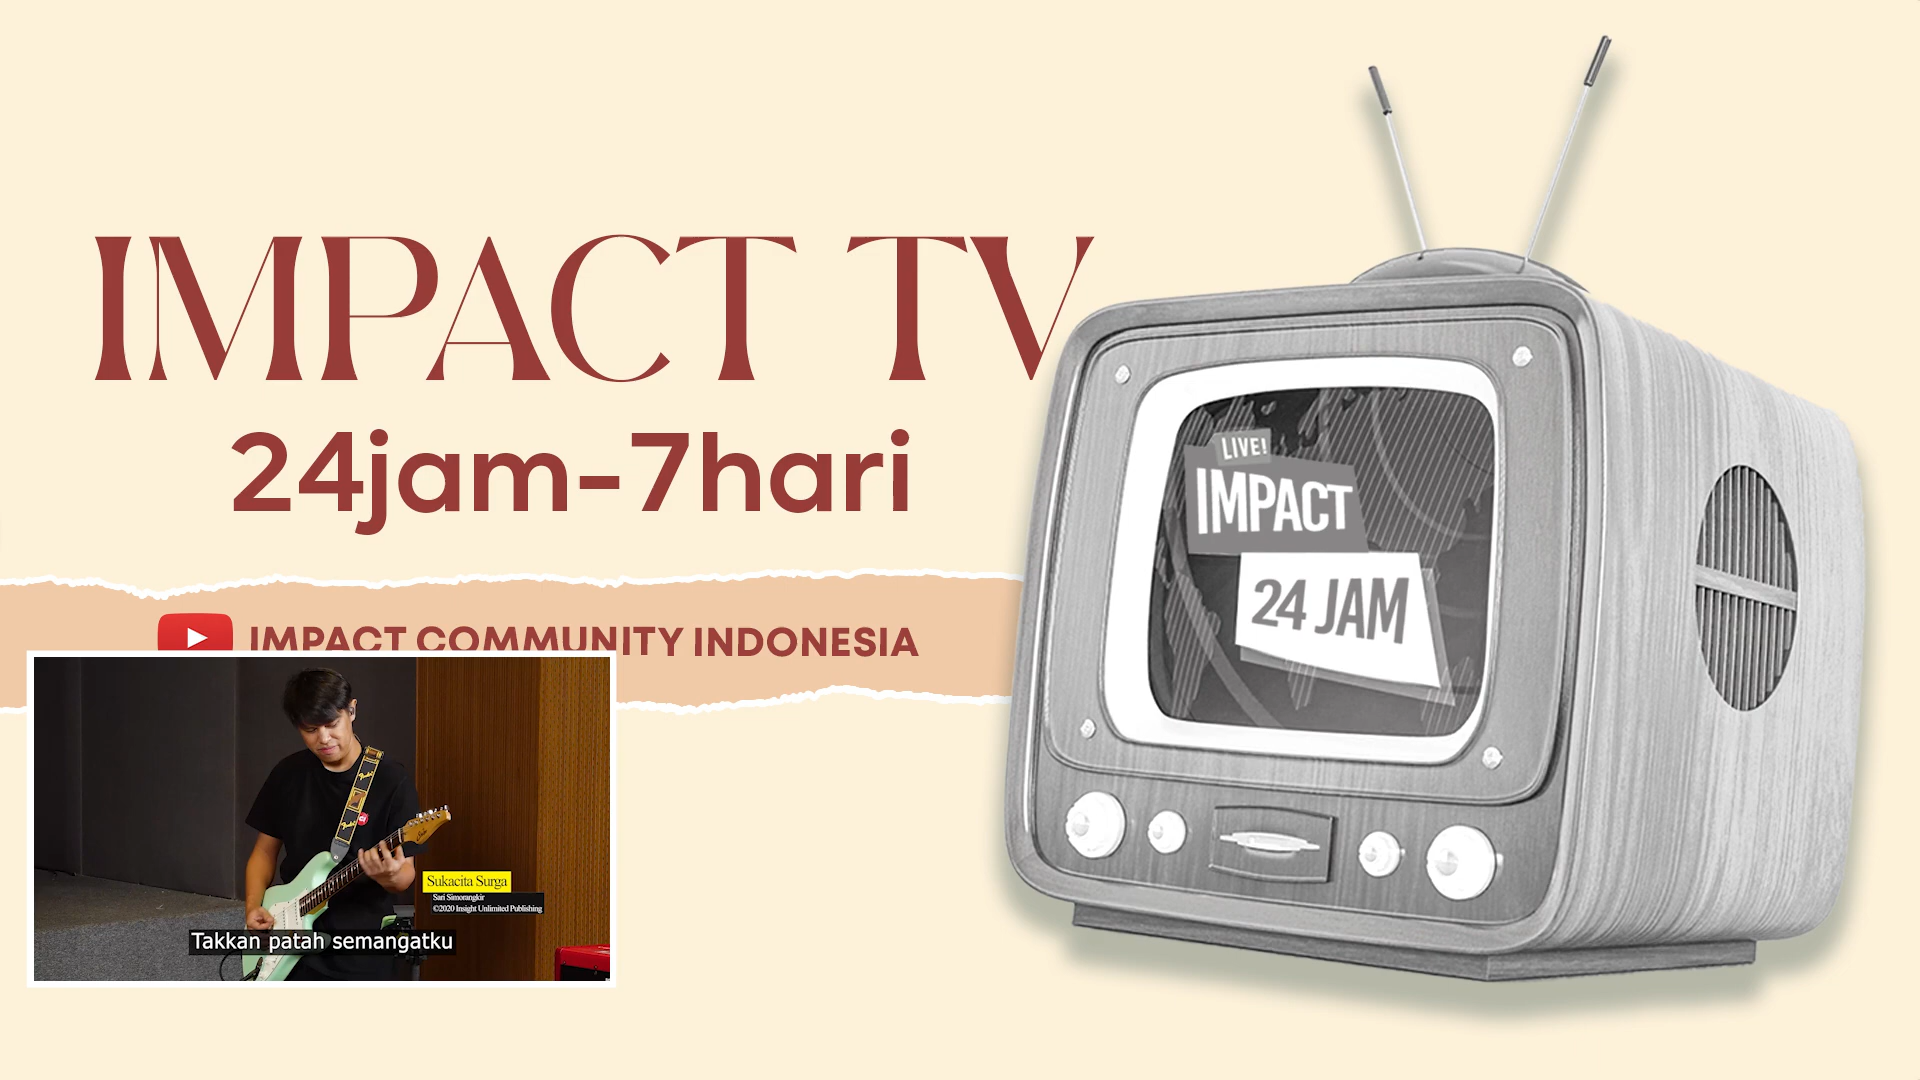 IMPACT TV
24jam-7hari
IMPACT COMMUNITY INDONESIA
LIVE!
IMPACT
24 JAM
Sukacita Surga
Sari Simorangkir
©2020 Insight Unlimited Publishing
Takkan patah semangatku